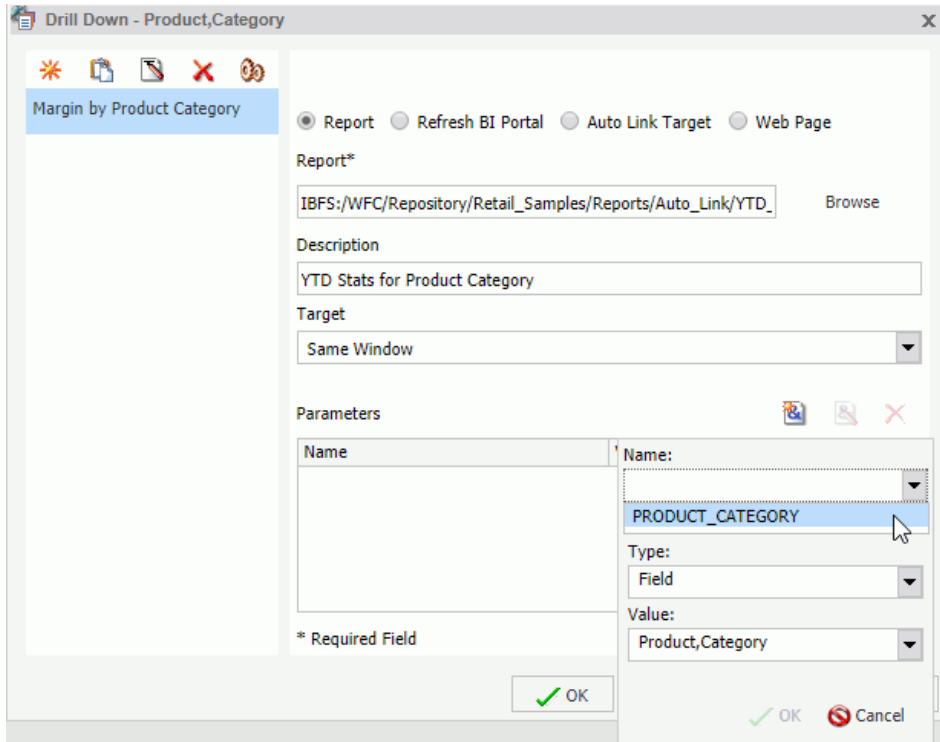 Drill Down - Product,Category
Margin by Product Category
Report Refresh BI Portal Auto Link Target Web Page
Report*
IBFS:/WFC/Repository/Retail_Samples/Reports/Auto_Link/YTD_ Browse
Description
YTD Stats for Product Category
Target
Same Window
Parameters
Name
Name:
PRODUCT_CATEGORY
Type:
Field
Value:
Product,Category
* Required Field
OK
OK Cancel